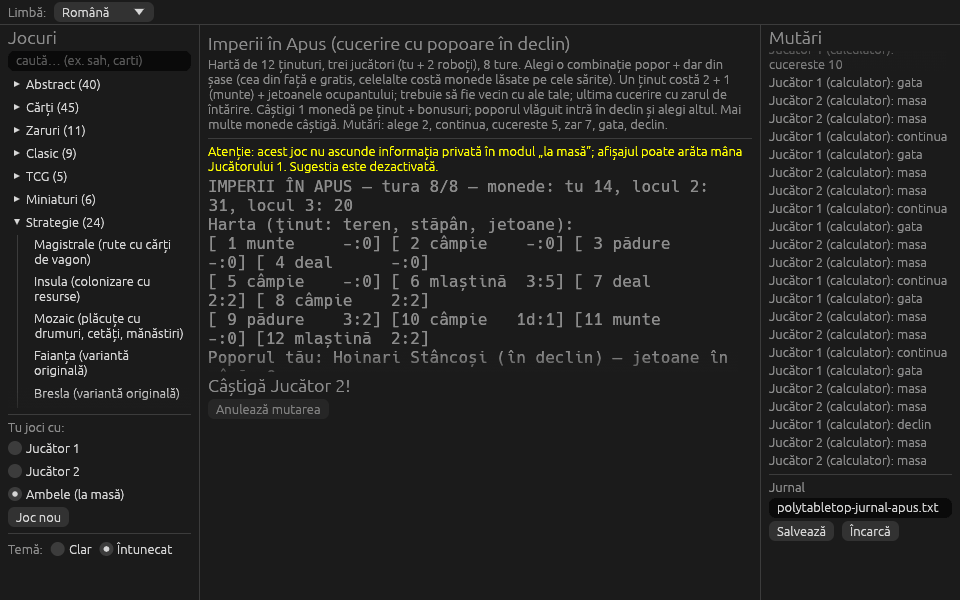 Limbă: Română
Jocuri
caută... (ex. sah, carti)
Abstract (40)
Cărți (45)
Zaruri (11)
Clasic (9)
TCG (5)
Miniaturi (6)
Strategie (24)
Magistrale (rute cu cărți
de vagon)
Insula (colonizare cu
resurse)
Mozaic (plăcuțe cu
drumuri, cetăți, mănăstiri)
Faianța (variantă
originală)
Bresla (variantă originală)
Tu joci cu:
Jucător 1
Jucător 2
Ambele (la masă)
Joc nou
Temă: Clar Întunecat
Imperii în Apus (cucerire cu popoare în declin)
Hartă de 12 ținuturi, trei jucători (tu + 2 roboți), 8 ture. Alegi o combinație popor + dar din
șase (cea din față e gratis, celelalte costă monede lăsate pe cele sărite). Un ținut costă 2 + 1
(munte) + jetoanele ocupantului; trebuie să fie vecin cu ale tale; ultima cucerire cu zarul de
întărire. Câștigi 1 monedă pe ținut + bonusuri; poporul vlăguit intră în declin și alegi altul. Mai
multe monede câștigă. Mutări: alege 2, continua, cucereste 5, zar 7, gata, declin.
Atenție: acest joc nu ascunde informația privată în modul „la masă”; afișajul poate arăta mâna
Jucătorului 1. Sugestia este dezactivată.
IMPERII ÎN APUS — tura 8/8 — monede: tu 14, locul 2:
31, locul 3: 20
Harta (ținut: teren, stăpân, jetoane):
[ 1 munte -:0] [ 2 câmpie -:0] [ 3 pădure
-:0] [ 4 deal -:0]
[ 5 câmpie -:0] [ 6 mlaștină 3:5] [ 7 deal
2:2] [ 8 câmpie 2:2]
[ 9 pădure 3:2] [10 câmpie 1d:1] [11 munte
-:0] [12 mlaștină 2:2]
Poporul tău: Hoinari Stâncoși (în declin) — jetoane în
Câștigă Jucător 2!
Anulează mutarea
Mutări
cucereste 10
Jucător 1 (calculator): gata
Jucător 2 (calculator): masa
Jucător 1 (calculator): continua
Jucător 1 (calculator): gata
Jucător 2 (calculator): masa
Jucător 2 (calculator): masa
Jucător 1 (calculator): continua
Jucător 1 (calculator): gata
Jucător 2 (calculator): masa
Jucător 2 (calculator): masa
Jucător 1 (calculator): continua
Jucător 1 (calculator): gata
Jucător 2 (calculator): masa
Jucător 2 (calculator): masa
Jucător 1 (calculator): continua
Jucător 1 (calculator): gata
Jucător 2 (calculator): masa
Jucător 2 (calculator): masa
Jucător 1 (calculator): declin
Jucător 2 (calculator): masa
Jucător 2 (calculator): masa
Jurnal
polytabletop-jurnal-apus.txt
Salvează Încarcă